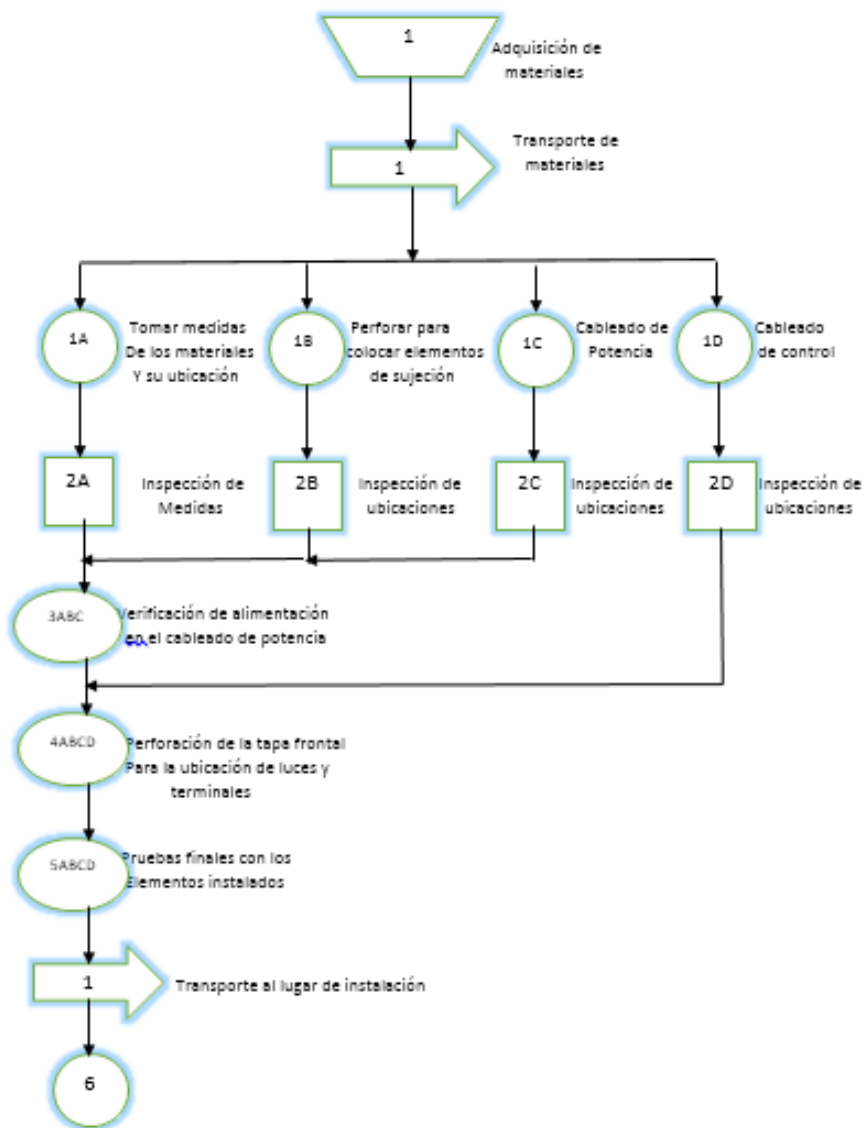 1
Adquisición de
materiales
Transporte de
materiales
1
1A
Tomar medidas
De los materiales
Y su ubicación
1B
Perforar para
colocar elementos
de sujeción
1C
Cableado de
Potencia
1D
Cableado
de control
2A
Inspección de
Medidas
2B
Inspección de
ubicaciones
2C
Inspección de
ubicaciones
2D
Inspección de
ubicaciones
3ABC
Verificación de alimentación
en el cableado de potencia
4ABCD
Perforación de la tapa frontal
Para la ubicación de luces y
terminales
5ABCD
Pruebas finales con los
Elementos instalados
1
Transporte al lugar de instalación
6